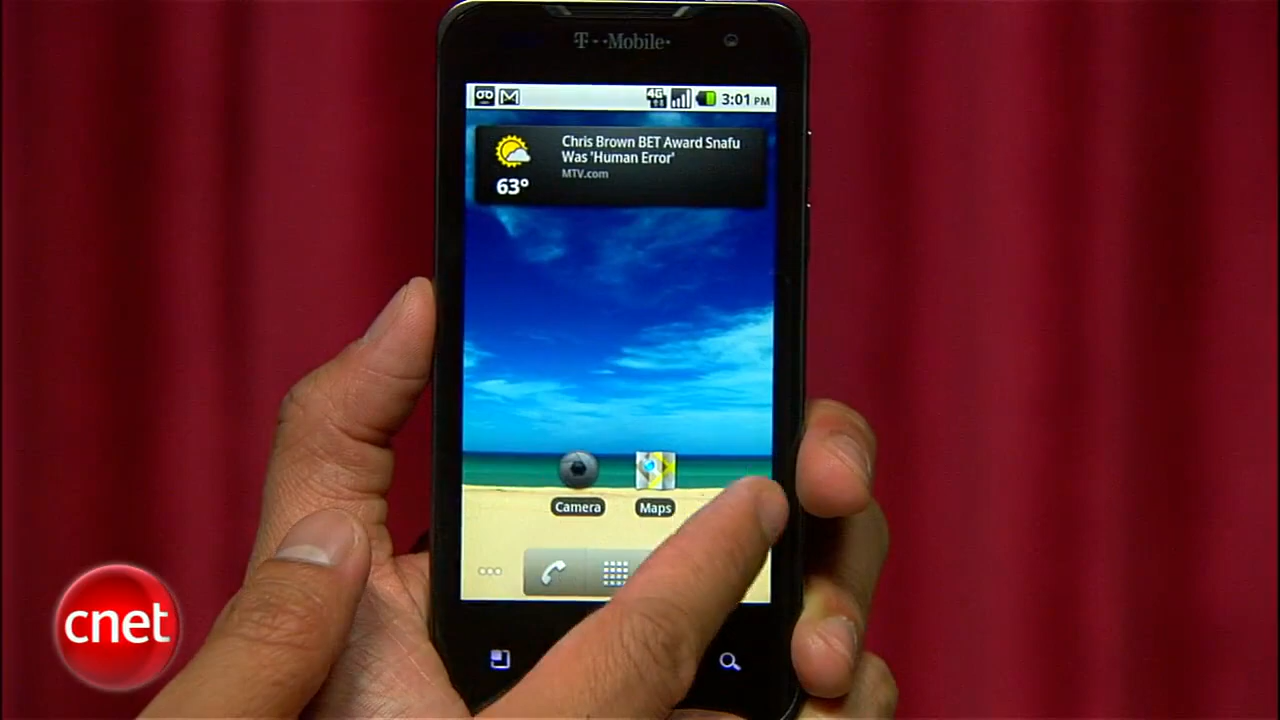 T··Mobile·
4G
3:01 PM
Chris Brown BET Award Snafu
Was 'Human Error'
MTV.com
63°
Camera
Maps
cnet